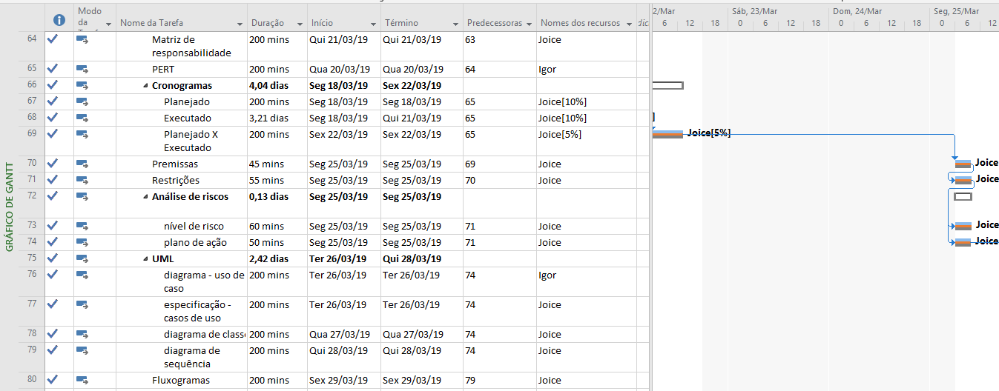 Modo
da
Nome da Tarefa
Duração
Início
Término
Predecessoras
Nomes dos recursos
2/Mar
Sáb, 23/Mar
Dom, 24/Mar
Seg, 25/Mar
6 12 18 0 6 12 18 0 6 12 18 0 6 12
GRÁFICO DE GANTT
64 Matriz de responsabilidade 200 mins Qui 21/03/19 Qui 21/03/19 63 Joice
65 PERT 200 mins Qua 20/03/19 Qua 20/03/19 64 Igor
66 Cronogramas 4,04 dias Seg 18/03/19 Sex 22/03/19
67 Planejado 200 mins Seg 18/03/19 Seg 18/03/19 65 Joice[10%]
68 Executado 3,21 dias Seg 18/03/19 Qui 21/03/19 65 Joice[10%]
]
69 Planejado X Executado 200 mins Sex 22/03/19 Sex 22/03/19 65 Joice[5%]
Joice[5%]
70 Premissas 45 mins Seg 25/03/19 Seg 25/03/19 69 Joice
Joice
71 Restrições 55 mins Seg 25/03/19 Seg 25/03/19 70 Joice
Joice
72 Análise de riscos 0,13 dias Seg 25/03/19 Seg 25/03/19
73 nível de risco 60 mins Seg 25/03/19 Seg 25/03/19 71 Joice
Joice
74 plano de ação 50 mins Seg 25/03/19 Seg 25/03/19 71 Joice
Joice
75 UML 2,42 dias Ter 26/03/19 Qui 28/03/19
76 diagrama - uso de caso 200 mins Ter 26/03/19 Ter 26/03/19 74 Igor
77 especificação - casos de uso 200 mins Ter 26/03/19 Ter 26/03/19 74 Joice
78 diagrama de classe 200 mins Qua 27/03/19 Qua 27/03/19 74 Joice
79 diagrama de sequência 200 mins Qui 28/03/19 Qui 28/03/19 74 Joice
80 Fluxogramas 200 mins Sex 29/03/19 Sex 29/03/19 79 Joice